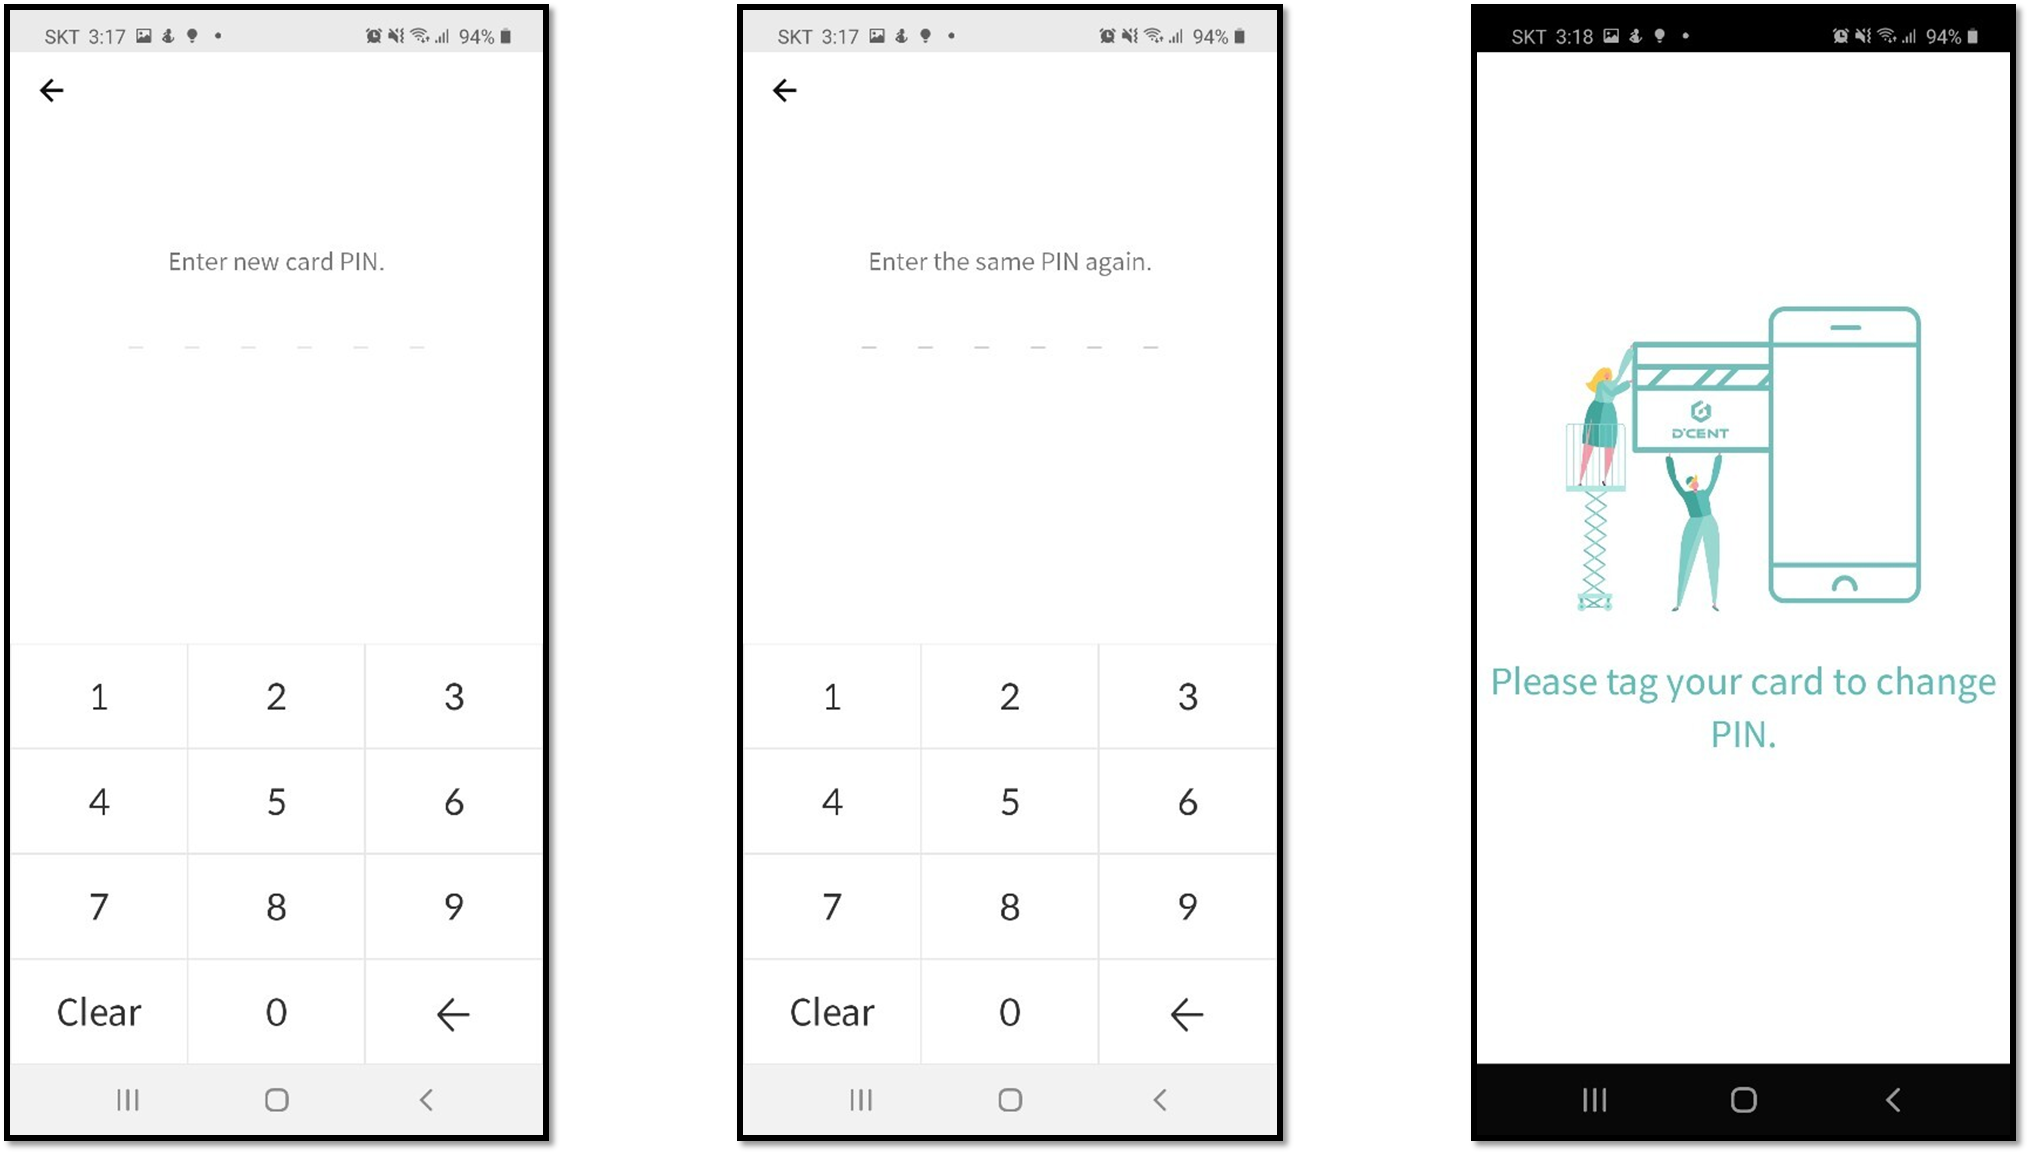 SKT 3:17 94%
Enter new card PIN.
1 2 3
4 5 6
7 8 9
Clear 0
SKT 3:17 94%
Enter the same PIN again.
1 2 3
4 5 6
7 8 9
Clear 0
SKT 3:18 94%
D'CENT
Please tag your card to change
PIN.